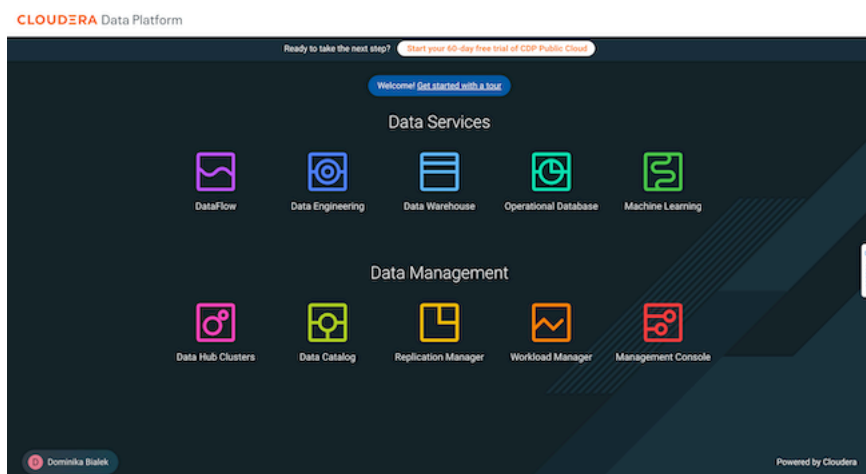 CLOUDERA Data Platform
Ready to take the next step? Start your 60-day free trial of CDP Public Cloud
Welcome! Get started with a tour
Data Services
DataFlow Data Engineering Data Warehouse Operational Database Machine Learning
Data Management
Data Hub Clusters Data Catalog Replication Manager Workload Manager Management Console
D Dominika Bialek Powered by Cloudera